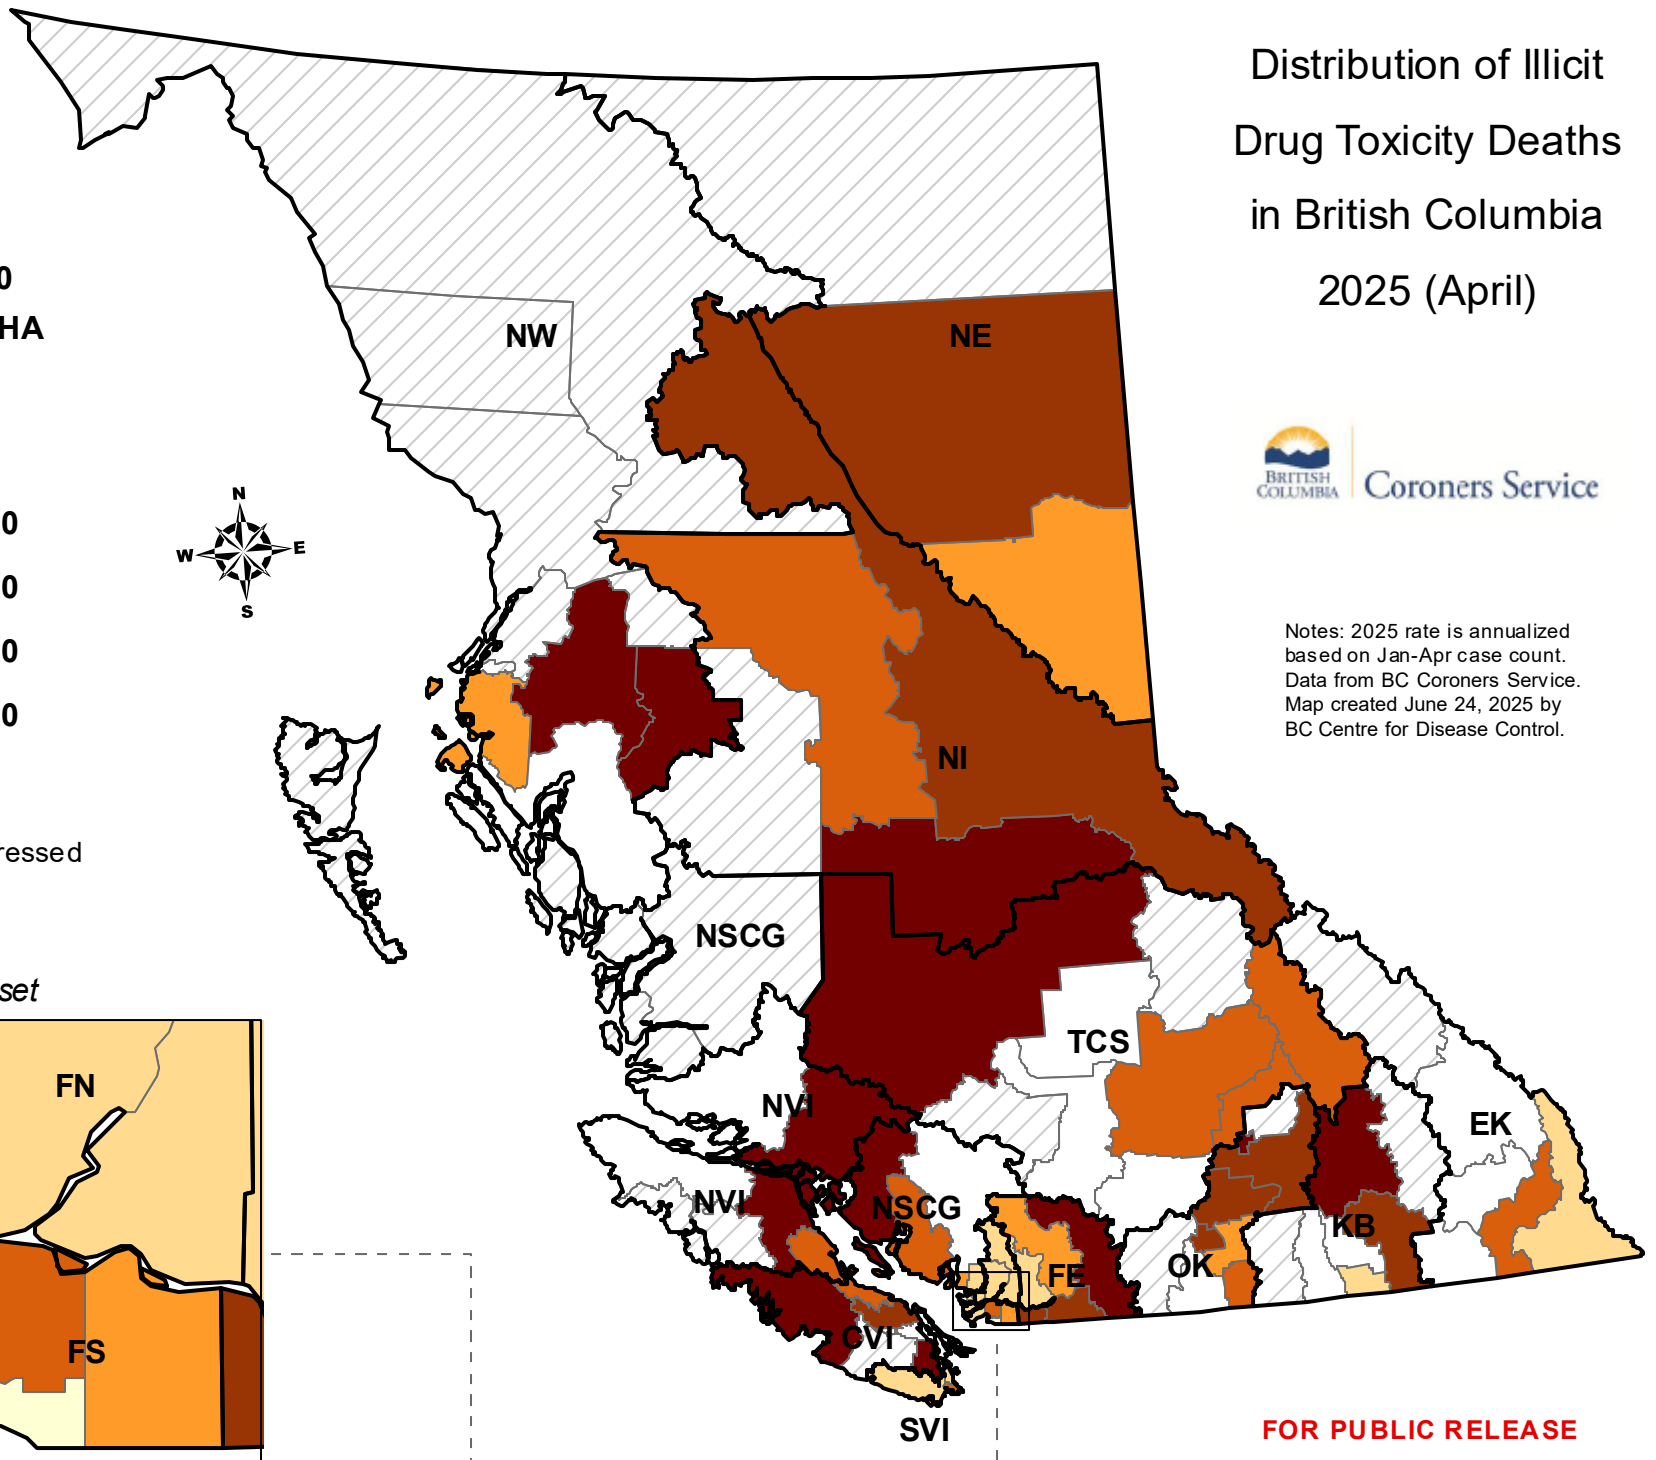 Distribution of Illicit
Drug Toxicity Deaths
in British Columbia
2025 (April)
0
HA
NW
NE
BRITISH
COLUMBIA
Coroners Service
N
W
E
S
0
0
0
0
Notes: 2025 rate is annualized
based on Jan-Apr case count.
Data from BC Coroners Service.
Map created June 24, 2025 by
BC Centre for Disease Control.
NI
ressed
NSCG
set
TCS
FN
NVI
EK
NVI
NSCG
KB
OK
FE
CVI
FS
SVI
FOR PUBLIC RELEASE